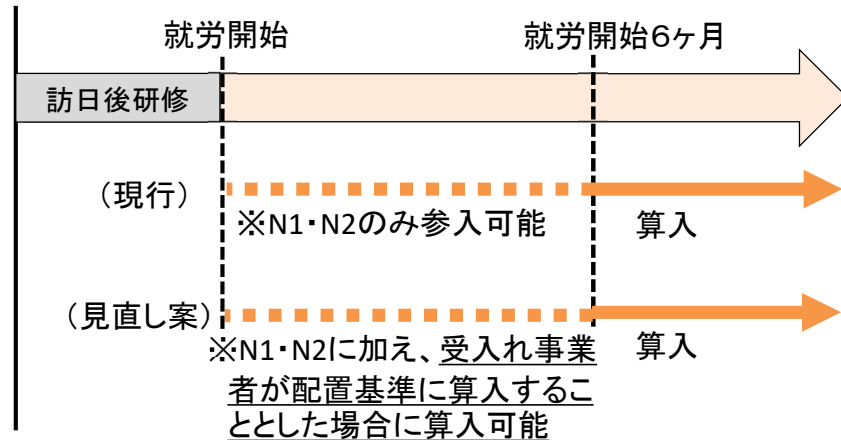 就労開始
就労開始6ヶ月
訪日後研修
（現行）
※N1・N2のみ参入可能
算入
（見直し案）
※N1・N2に加え、受入れ事業
者が配置基準に算入するこ
ととした場合に算入可能
算入